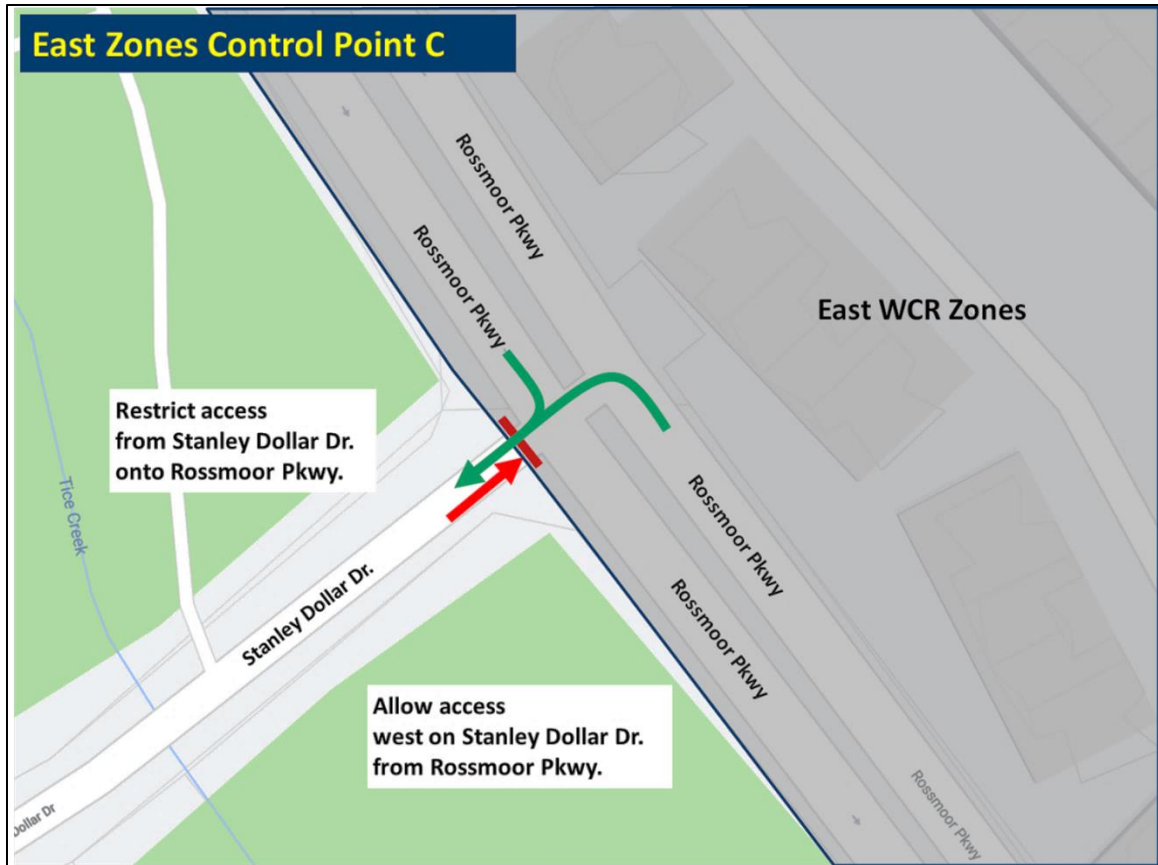 East Zones Control Point C
Rossmoor Pkwy
Rossmoor Pkwy
East WCR Zones
Restrict access
from Stanley Dollar Dr.
onto Rossmoor Pkwy.
Tice Creek
Rossmoor Pkwy
Stanley Dollar Dr.
Rossmoor Pkwy
Allow access
west on Stanley Dollar Dr.
from Rossmoor Pkwy.
Rossmoor Pkwy
Dollar Dr